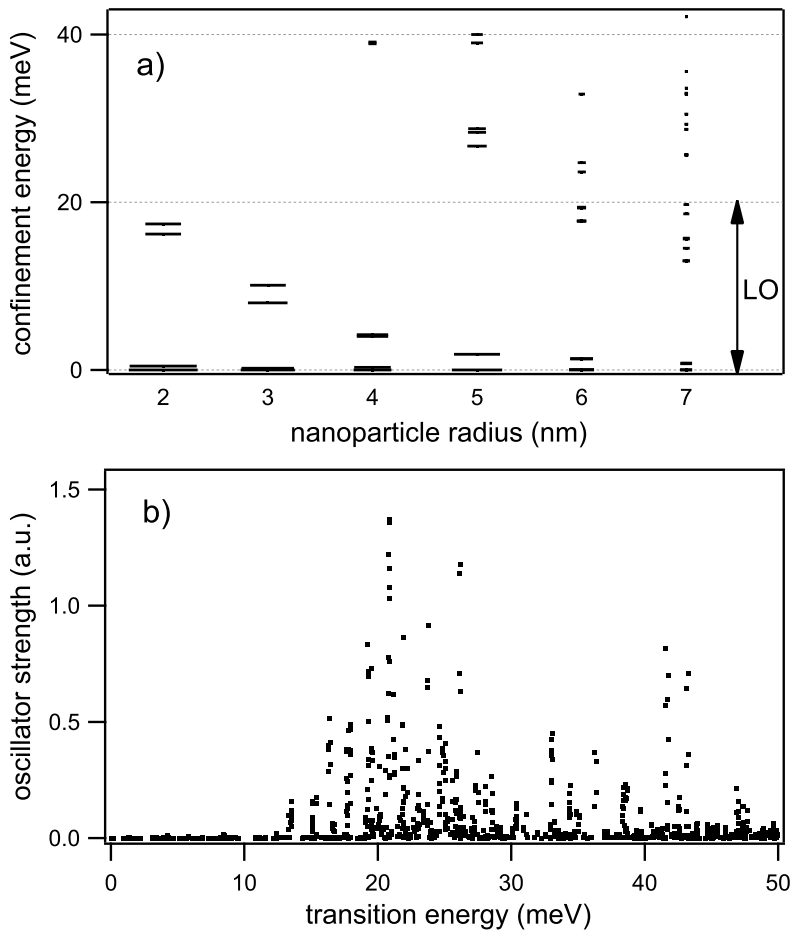 a)
confinement energy (meV)
40
20
0
LO
2 3 4 5 6 7
nanoparticle radius (nm)
b)
oscillator strength (a.u.)
1.5
1.0
0.5
0.0
0 10 20 30 40 50
transition energy (meV)